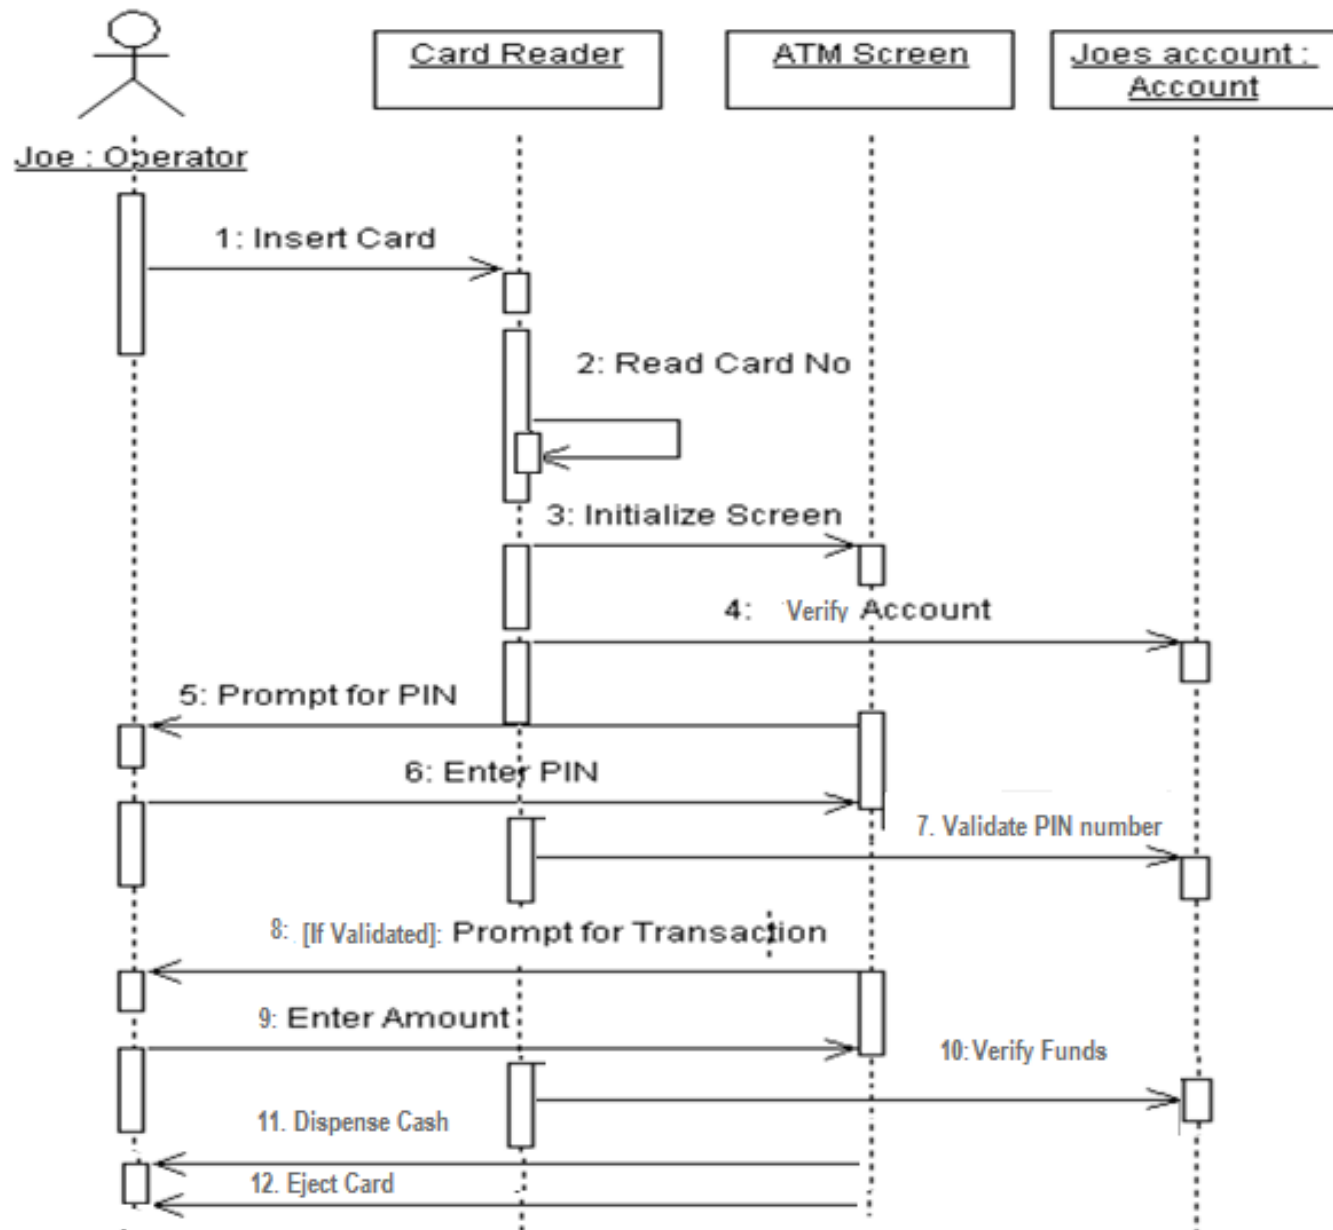 Card Reader
ATM Screen
Joes account :
Account
Joe : Operator
1: Insert Card
2: Read Card No
3: Initialize Screen
4: Verify Account
5: Prompt for PIN
6: Enter PIN
7. Validate PIN number
8: [If Validated]: Prompt for Transaction
9: Enter Amount
10: Verify Funds
11. Dispense Cash
12. Eject Card